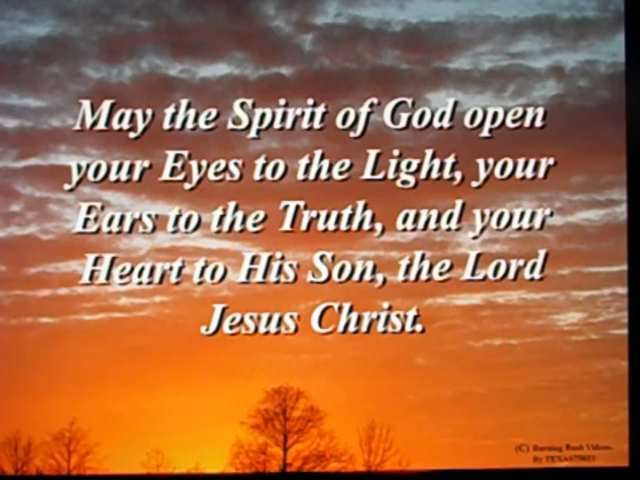 May the Spirit of God open
your Eyes to the Light, your
Ears to the Truth, and your
Heart to His Son, the Lord
Jesus Christ.
(C) Burning Bush Videos.
By